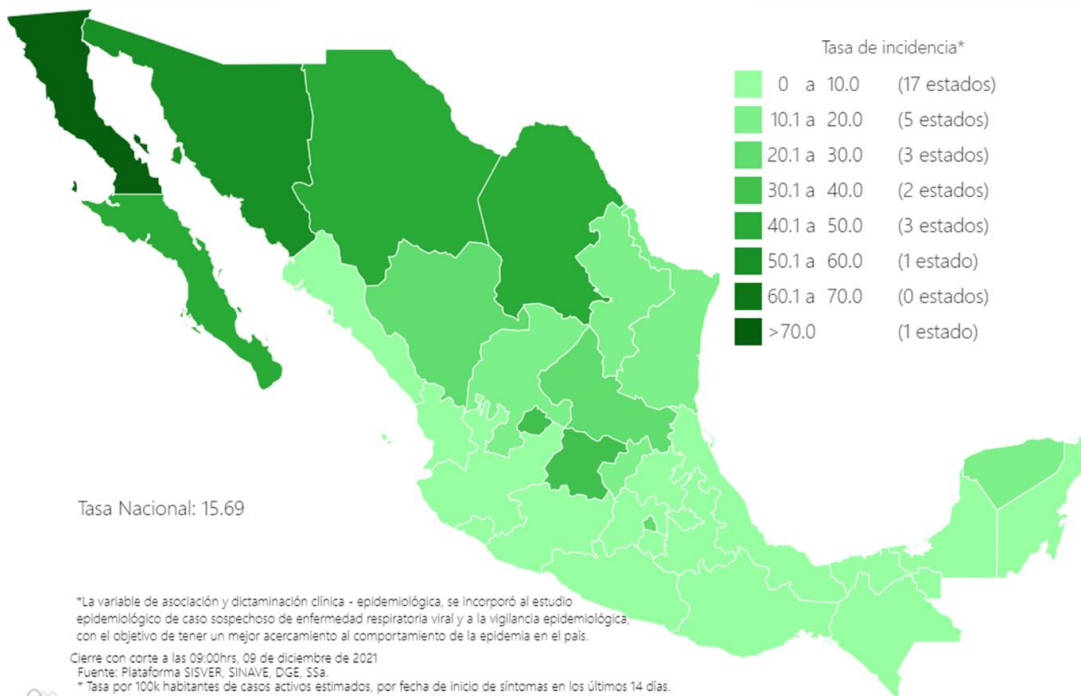 Tasa de incidencia*
0 a 10.0 (17 estados)
10.1 a 20.0 (5 estados)
20.1 a 30.0 (3 estados)
30.1 a 40.0 (2 estados)
40.1 a 50.0 (3 estados)
50.1 a 60.0 (1 estado)
60.1 a 70.0 (0 estados)
>70.0 (1 estado)
Tasa Nacional: 15.69
*La variable de asociación y dictaminación clínica - epidemiológica, se incorporó al estudio
epidemiológico de caso sospechoso de enfermedad respiratoria viral y a la vigilancia epidemiológica,
con el objetivo de tener un mejor acercamiento al comportamiento de la epidemia en el país.
Cierre con corte a las 09:00hrs, 09 de diciembre de 2021
Fuente: Plataforma SISVER, SINAVE, DGE, SSa.
* Tasa por 100k habitantes de casos activos estimados, por fecha de inicio de síntomas en los últimos 14 días.